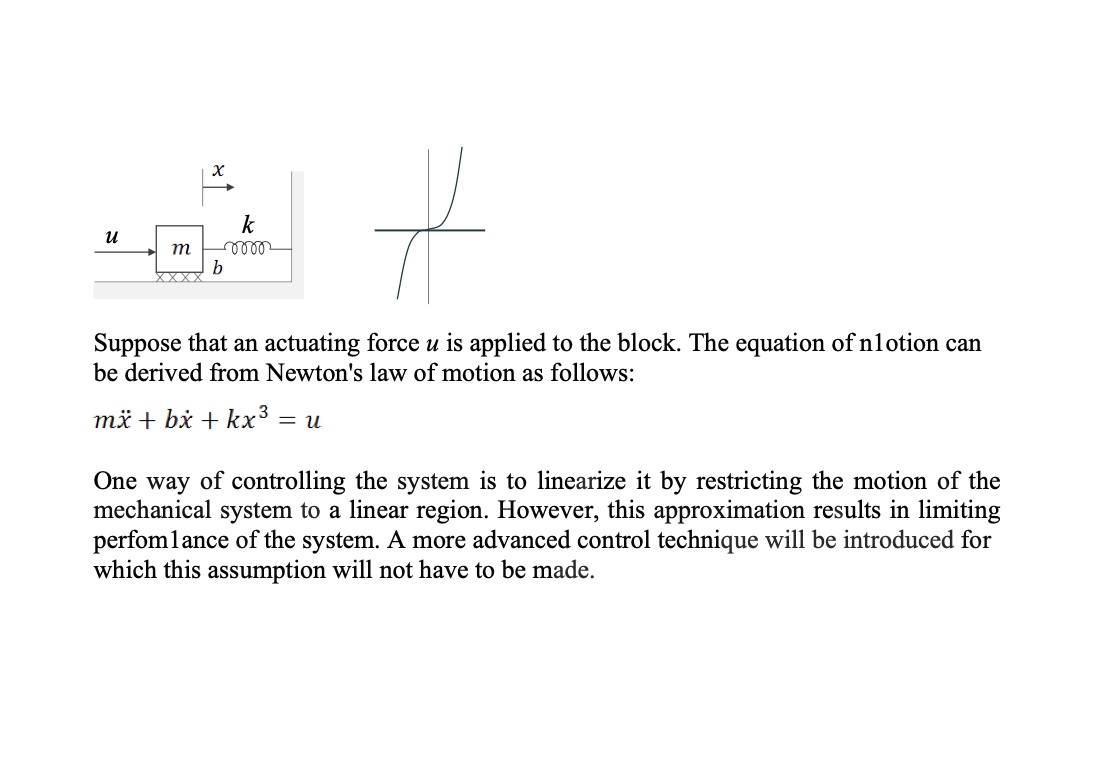 x
k
u
m
b
Suppose that an actuating force u is applied to the block. The equation of n1otion can
be derived from Newton's law of motion as follows:
mẍ + bẋ + kx³ = u
One way of controlling the system is to linearize it by restricting the motion of the
mechanical system to a linear region. However, this approximation results in limiting
perfom1ance of the system. A more advanced control technique will be introduced for
which this assumption will not have to be made.